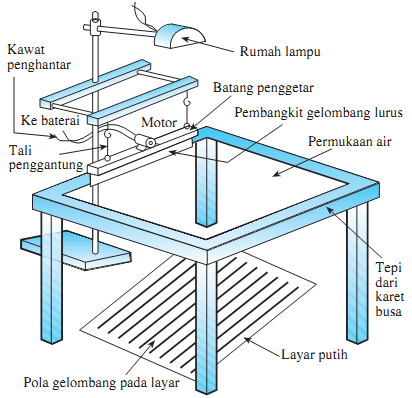 Kawat
penghantar
Rumah lampu
Batang penggetar
Ke baterai
Motor
Pembangkit gelombang lurus
Permukaan air
Tali
penggantung
Tepi
dari
karet
busa
Layar putih
Pola gelombang pada layar